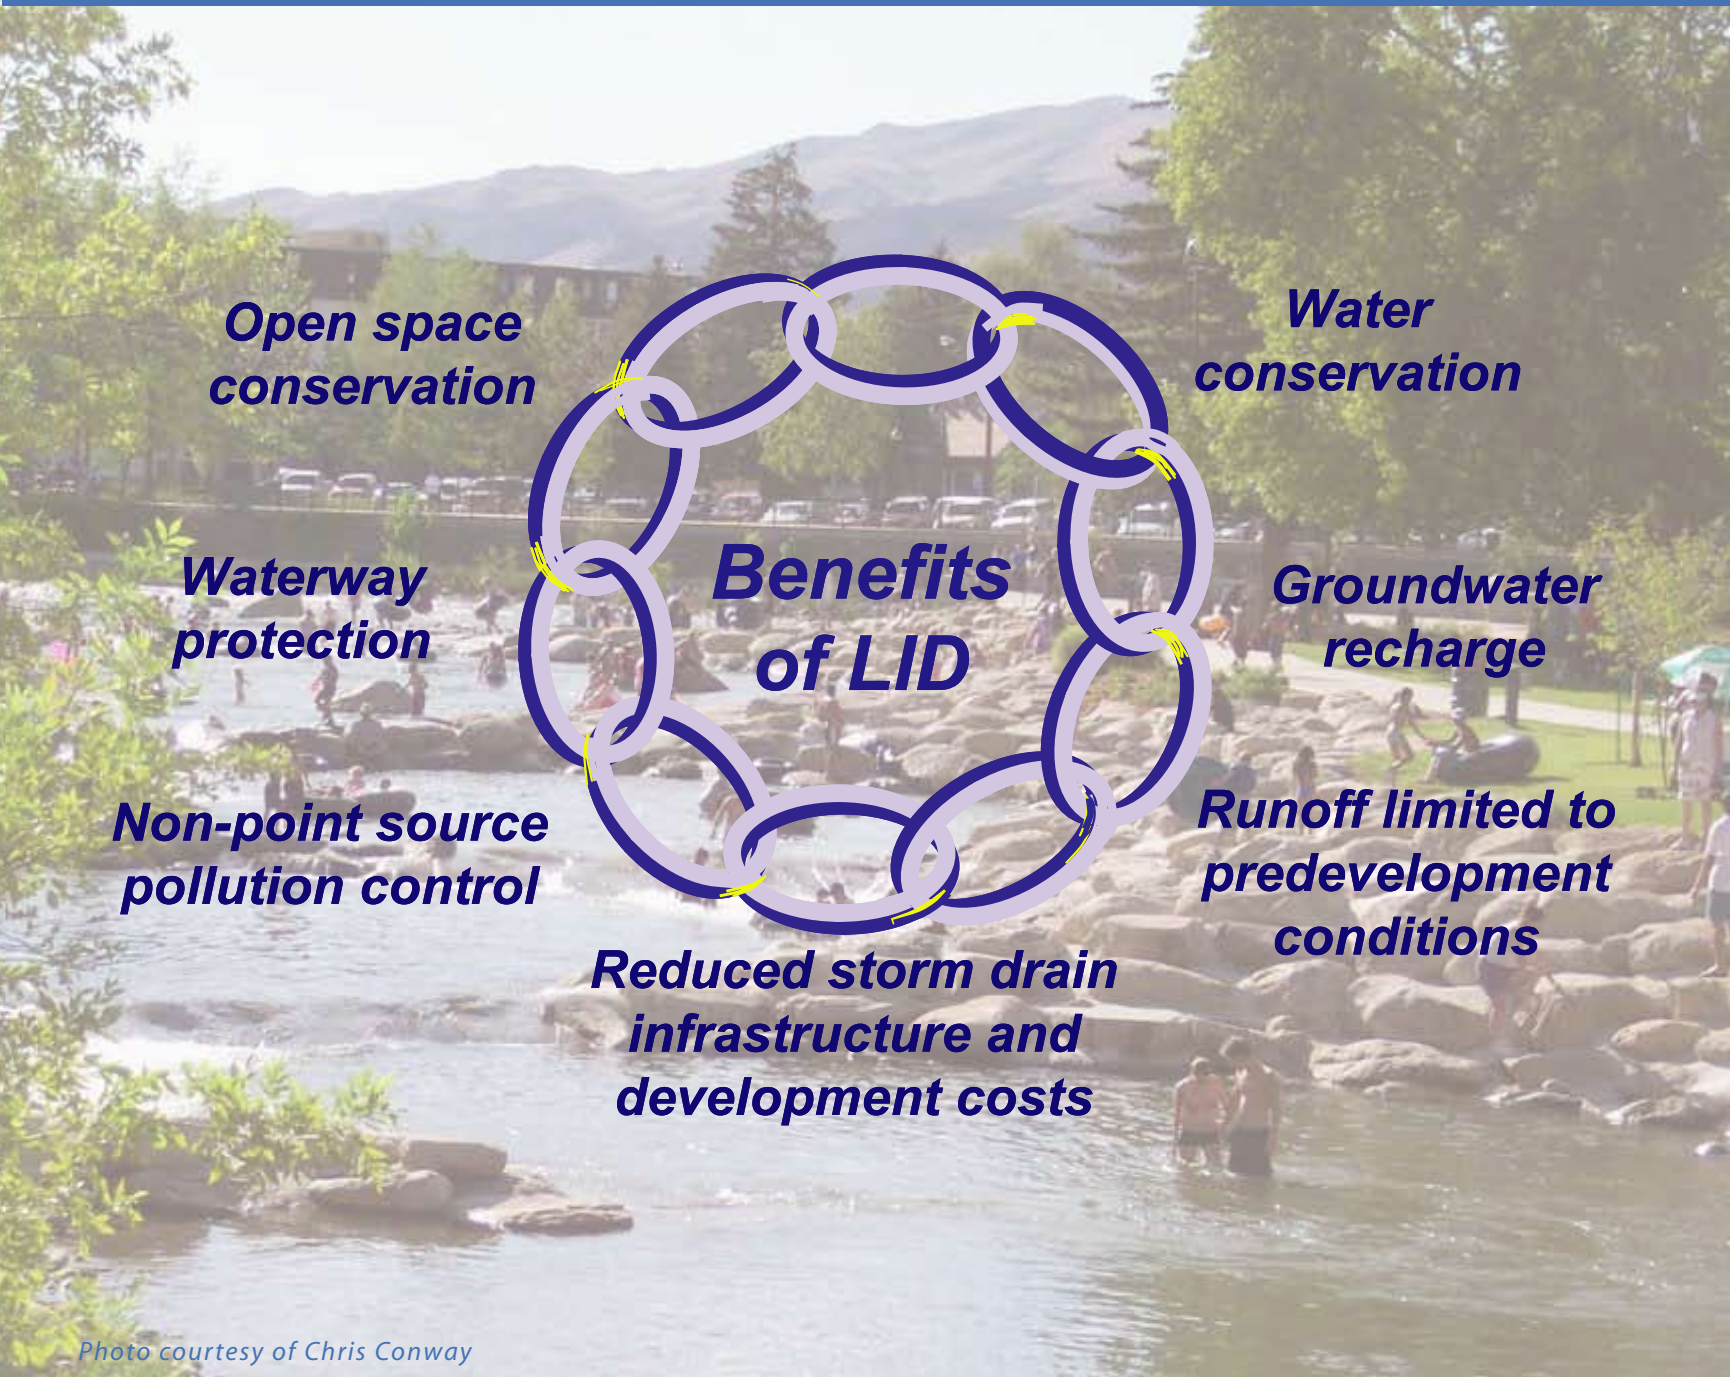 Open space
conservation
Water
conservation
Waterway
protection
Benefits
of LID
Groundwater
recharge
Non-point source
pollution control
Runoff limited to
predevelopment
conditions
Reduced storm drain
infrastructure and
development costs
Photo courtesy of Chris Conway